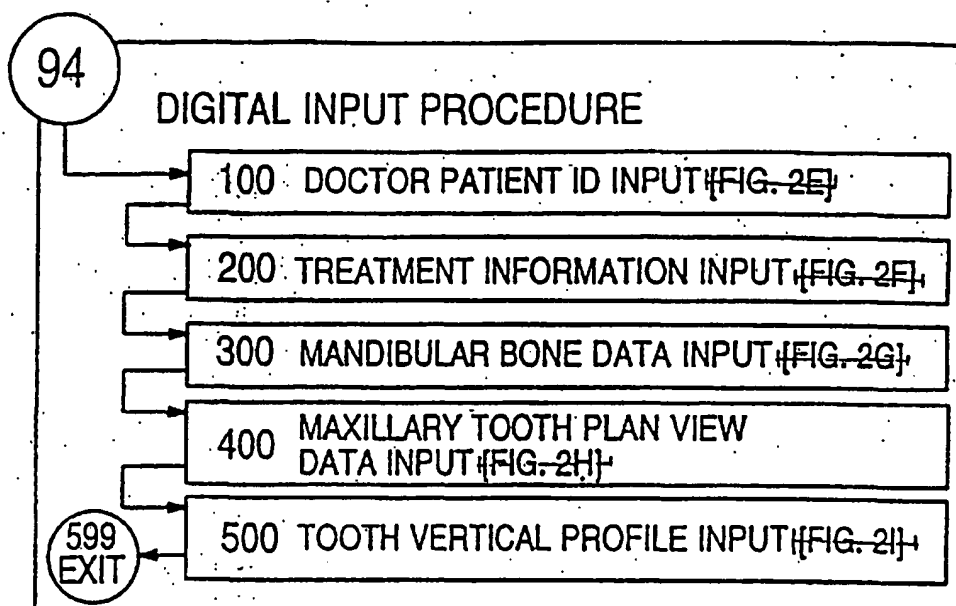 94
DIGITAL INPUT PROCEDURE
100 DOCTOR PATIENT ID INPUT [FIG. 2E]
200 TREATMENT INFORMATION INPUT [FIG. 2F]
300 MANDIBULAR BONE DATA INPUT [FIG. 2G]
400 MAXILLARY TOOTH PLAN VIEW
DATA INPUT [FIG. 2H]
500 TOOTH VERTICAL PROFILE INPUT [FIG. 2I]
599
EXIT